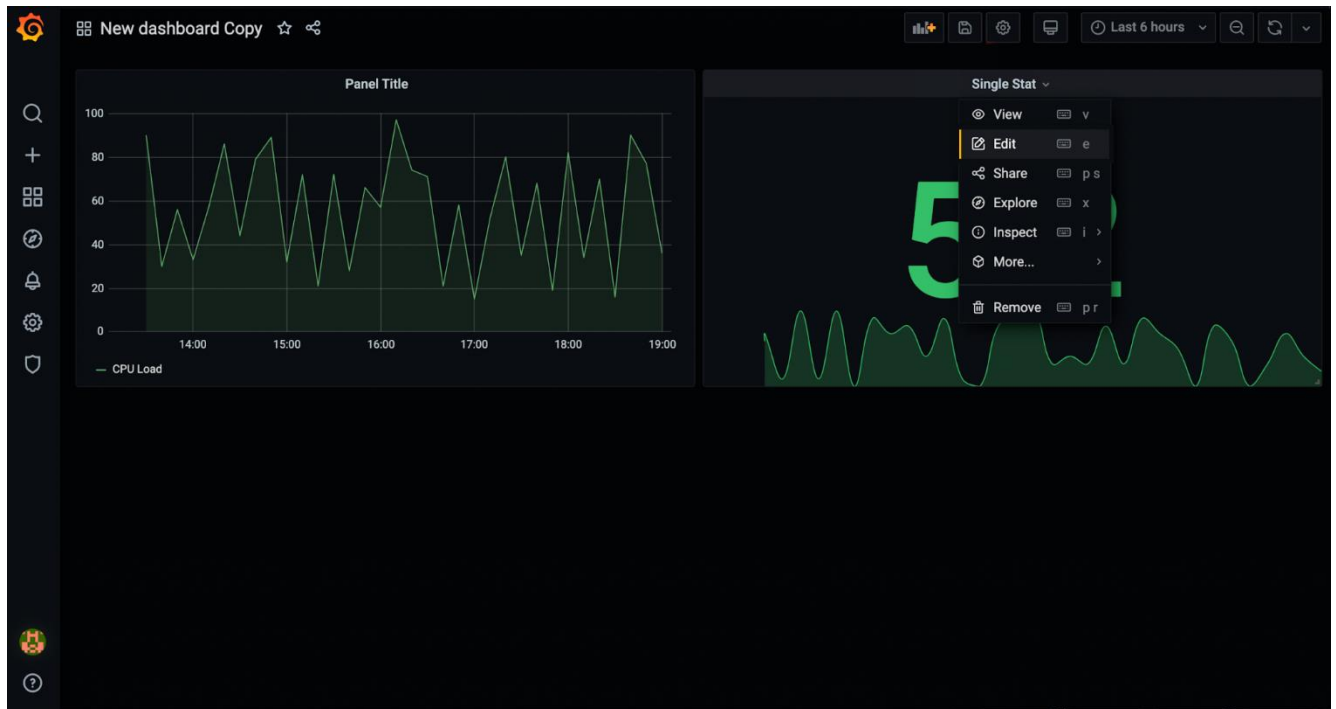 New dashboard Copy
Last 6 hours
Panel Title
100
80
60
40
20
0
14:00 15:00 16:00 17:00 18:00 19:00
CPU Load
Single Stat
View v
Edit e
Share p s
Explore x
Inspect i
More...
Remove p r